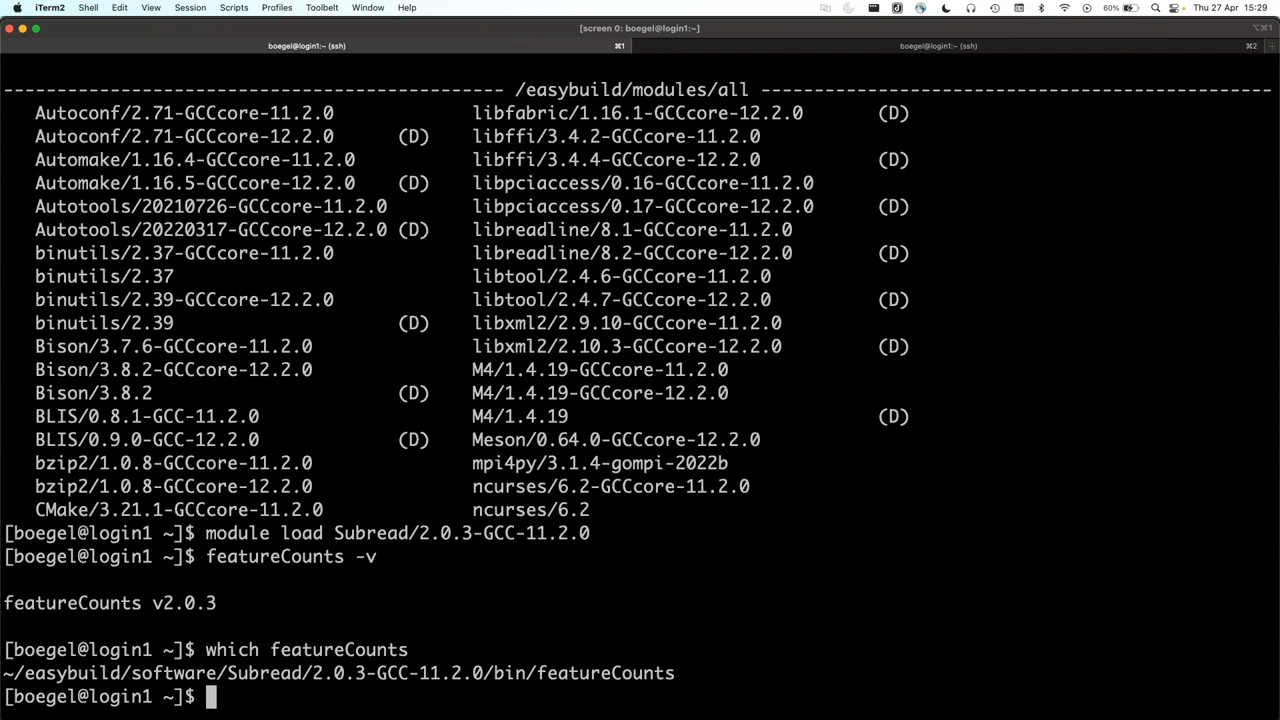 iTerm2 Shell Edit View Session Scripts Profiles Toolbelt Window Help 60% Thu 27 Apr 15:29
[screen 0: boegel@login1:~] ⌥⌘1
boegel@login1:~ (ssh) ⌘1 boegel@login1:~ (ssh) ⌘2 +
----------------------------------------------- /easybuild/modules/all ------------------------------------------------
Autoconf/2.71-GCCcore-11.2.0 libfabric/1.16.1-GCCcore-12.2.0 (D)
Autoconf/2.71-GCCcore-12.2.0 (D) libffi/3.4.2-GCCcore-11.2.0
Automake/1.16.4-GCCcore-11.2.0 libffi/3.4.4-GCCcore-12.2.0 (D)
Automake/1.16.5-GCCcore-12.2.0 (D) libpciaccess/0.16-GCCcore-11.2.0
Autotools/20210726-GCCcore-11.2.0 libpciaccess/0.17-GCCcore-12.2.0 (D)
Autotools/20220317-GCCcore-12.2.0 (D) libreadline/8.1-GCCcore-11.2.0
binutils/2.37-GCCcore-11.2.0 libreadline/8.2-GCCcore-12.2.0 (D)
binutils/2.37 libtool/2.4.6-GCCcore-11.2.0
binutils/2.39-GCCcore-12.2.0 libtool/2.4.7-GCCcore-12.2.0 (D)
binutils/2.39 (D) libxml2/2.9.10-GCCcore-11.2.0
Bison/3.7.6-GCCcore-11.2.0 libxml2/2.10.3-GCCcore-12.2.0 (D)
Bison/3.8.2-GCCcore-12.2.0 M4/1.4.19-GCCcore-11.2.0
Bison/3.8.2 (D) M4/1.4.19-GCCcore-12.2.0
BLIS/0.8.1-GCC-11.2.0 M4/1.4.19 (D)
BLIS/0.9.0-GCC-12.2.0 (D) Meson/0.64.0-GCCcore-12.2.0
bzip2/1.0.8-GCCcore-11.2.0 mpi4py/3.1.4-gompi-2022b
bzip2/1.0.8-GCCcore-12.2.0 (D) ncurses/6.2-GCCcore-11.2.0
CMake/3.21.1-GCCcore-11.2.0 ncurses/6.2
[boegel@login1 ~]$ module load Subread/2.0.3-GCC-11.2.0
[boegel@login1 ~]$ featureCounts -v
featureCounts v2.0.3
[boegel@login1 ~]$ which featureCounts
~/easybuild/software/Subread/2.0.3-GCC-11.2.0/bin/featureCounts
[boegel@login1 ~]$